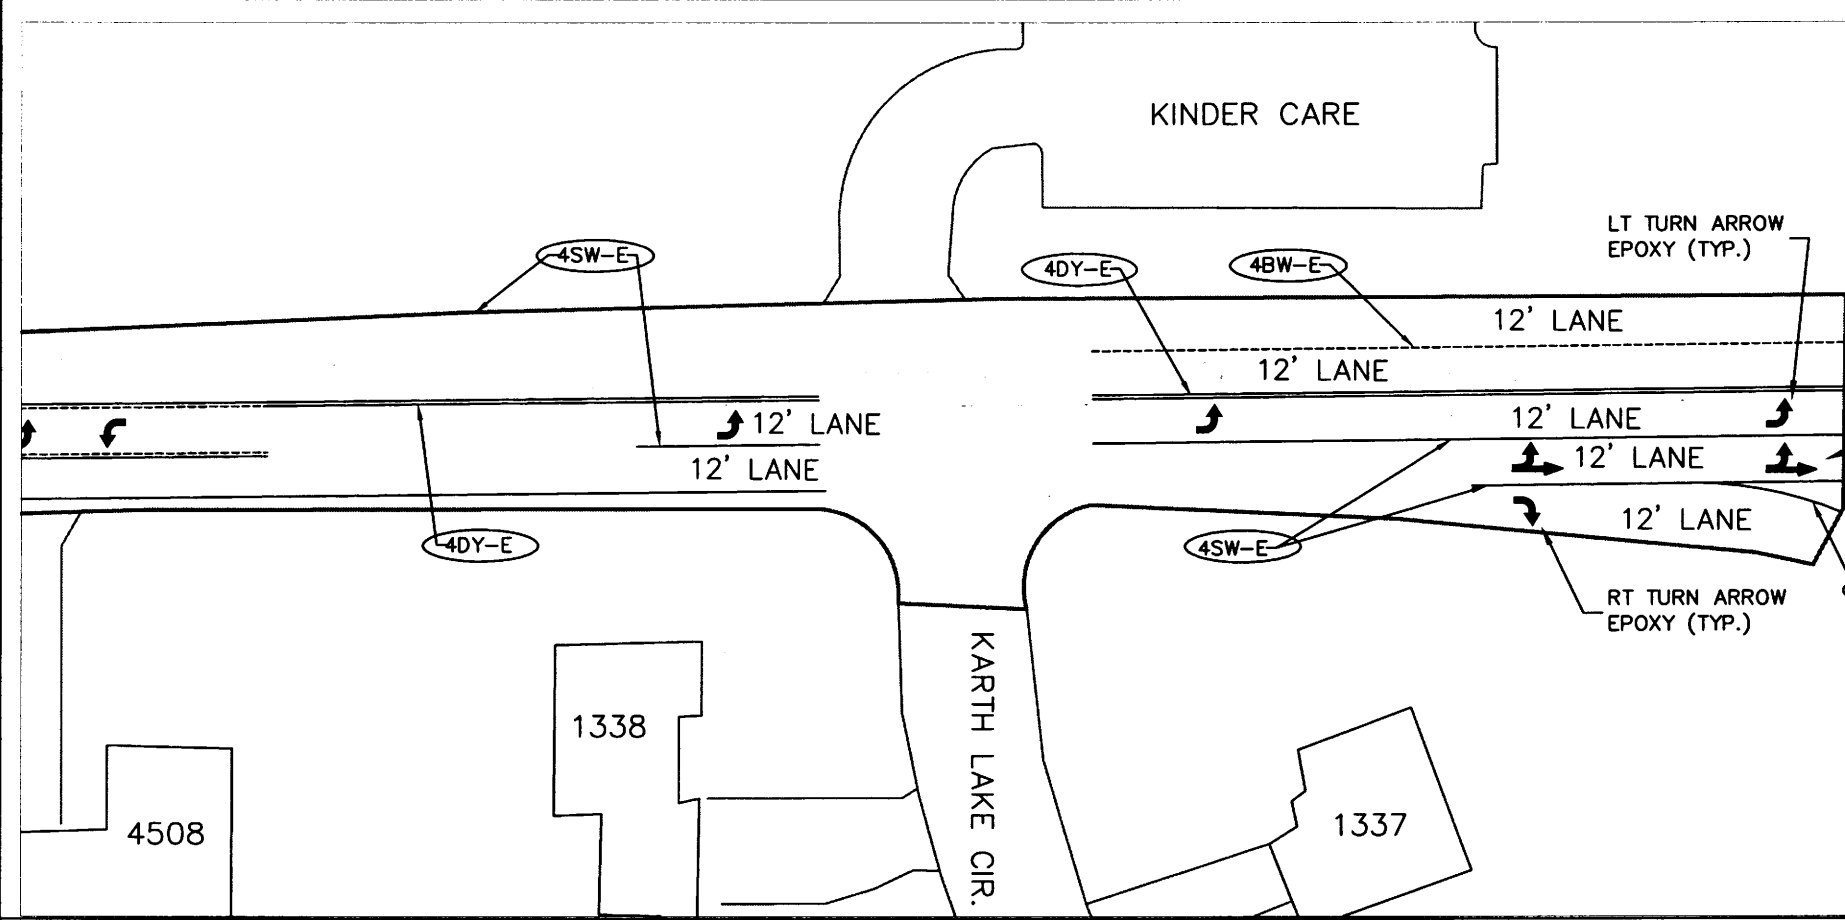 KINDER CARE
LT TURN ARROW
EPOXY (TYP.)
4SW-E
4DY-E
4BW-E
12' LANE
12' LANE
12' LANE
12' LANE
12' LANE
12' LANE
12' LANE
4DY-E
4SW-E
RT TURN ARROW
EPOXY (TYP.)
KARTH LAKE CIR.
1338
4508
1337